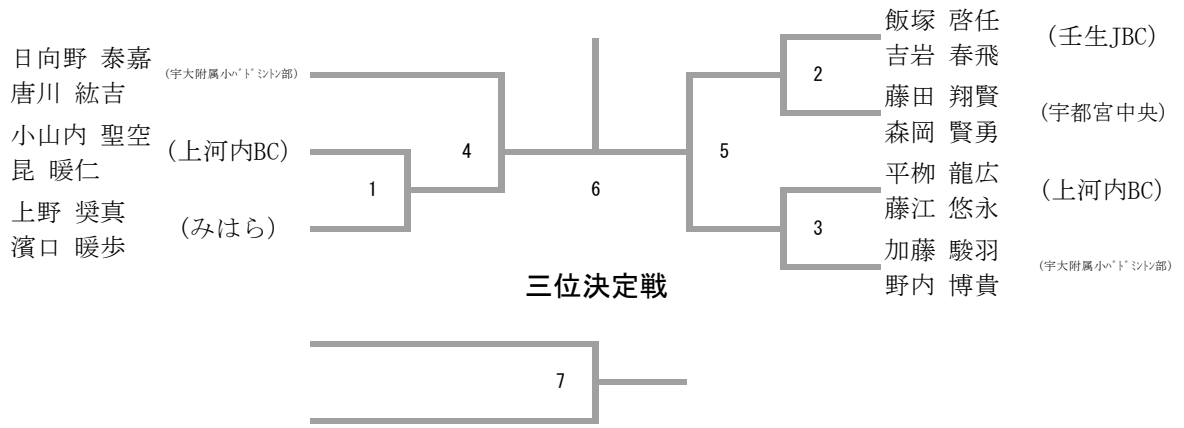 日向野 泰嘉
唐川 紘吉
(宇大附属小バドミントン部)
小山内 聖空
昆 暖仁
(上河内BC)
上野 奨真
濱口 暖歩
(みはら)
1
4
6
飯塚 啓任
吉岩 春飛
(壬生JBC)
藤田 翔賢
森岡 賢勇
(宇都宮中央)
平栁 龍広
藤江 悠永
(上河内BC)
加藤 駿羽
野内 博貴
(宇大附属小バドミントン部)
2
5
3
三位決定戦
7